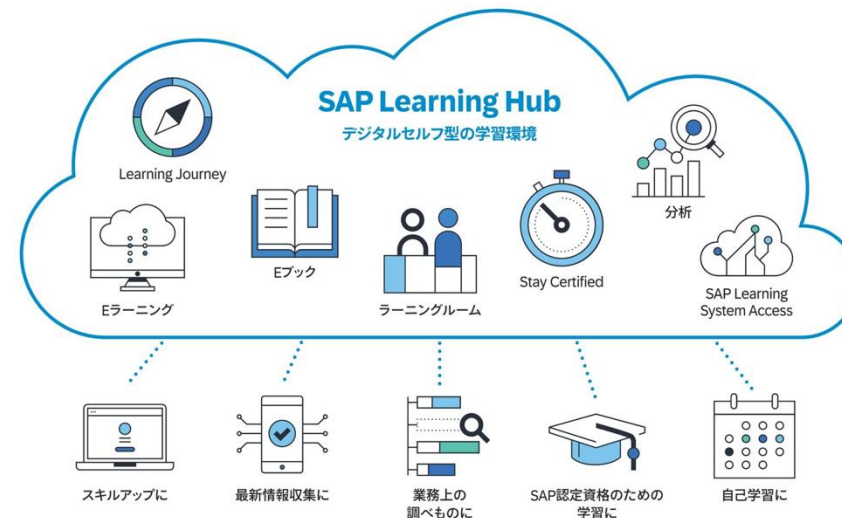 SAP Learning Hub
デジタルセルフ型の学習環境
Learning Journey
分析
Eブック
Stay Certified
Eラーニング
ラーニングルーム
SAP Learning
System Access
スキルアップに
最新情報収集に
業務上の
調べものに
SAP認定資格のための
学習に
自己学習に